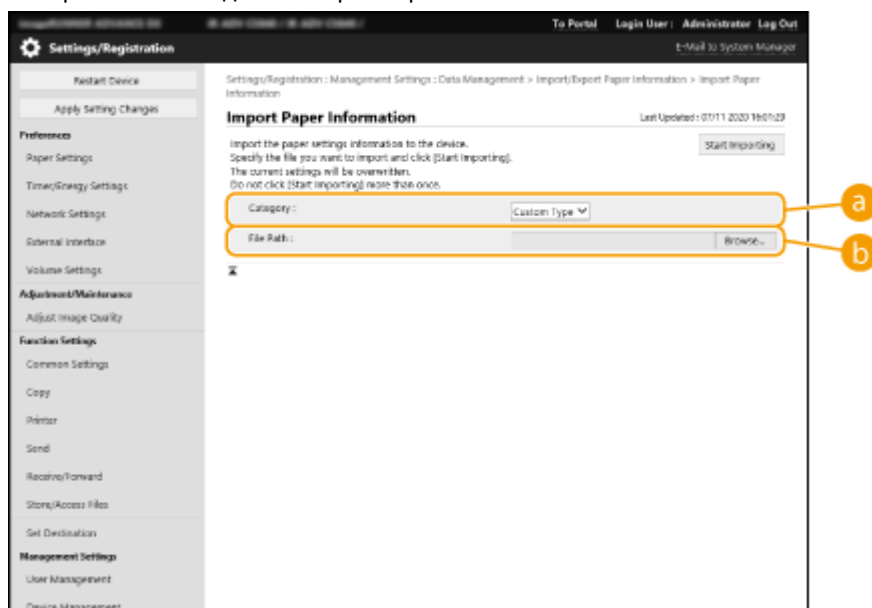 To Portal Login User : Administrator Log Out
Settings/Registration
E-Mail to System Manager
Restart Device
Apply Setting Changes
Preferences
Paper Settings
Timer/Energy Settings
Network Settings
External Interface
Volume Settings
Adjustment/Maintenance
Adjust Image Quality
Function Settings
Common Settings
Copy
Printer
Send
Receive/Forward
Store/Access Files
Set Destination
Management Settings
User Management
Device Management
Settings/Registration : Management Settings : Data Management > Import/Export Paper Information > Import Paper
Information
Import Paper Information
Last Updated : 07/11 2020 16:01:29
Import the paper settings information to the device.
Start Importing
Specify the file you want to import and click [Start Importing].
The current settings will be overwritten.
Do not click [Start Importing] more than once.
Category :
Custom Type
a
File Path :
Browse...
b